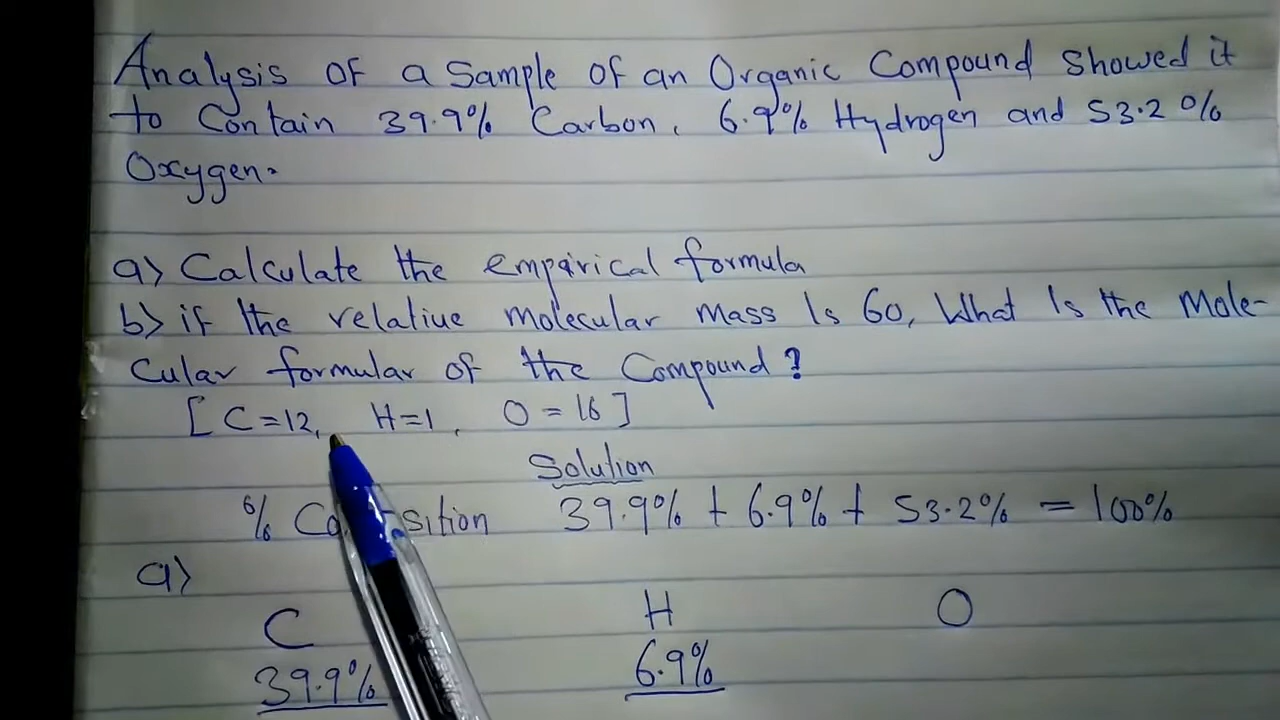 Analysis of a Sample of an Organic Compound showed it
to Contain 39.9% Carbon, 6.9% Hydrogen and 53.2%
Oxygen.
a) Calculate the empirical formula
b) if the relative molecular mass is 60, What is the Mole-
cular formular of the Compound?
[C=12, H=1, O=16]
Solution
% 39.9% + 6.9% + 53.2% = 100%
a)
C H O
39.9% 6.9%